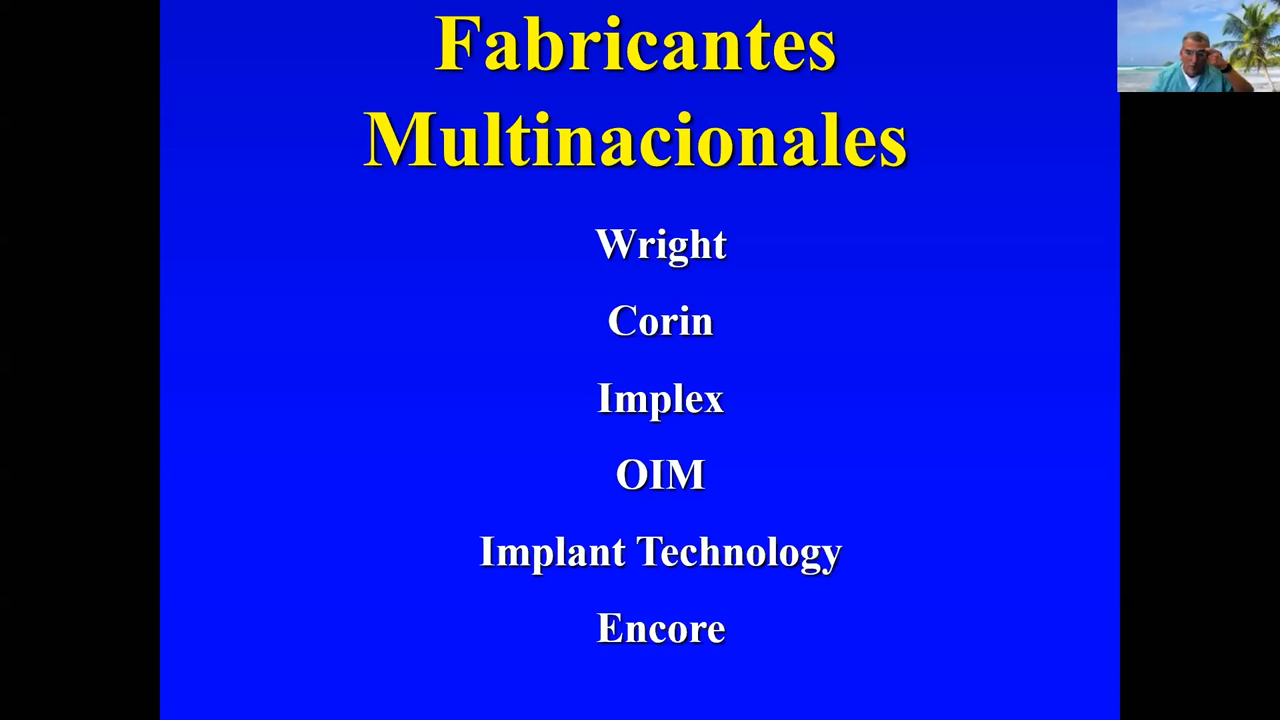 Fabricantes
Multinacionales
Wright
Corin
Implex
OIM
Implant Technology
Encore